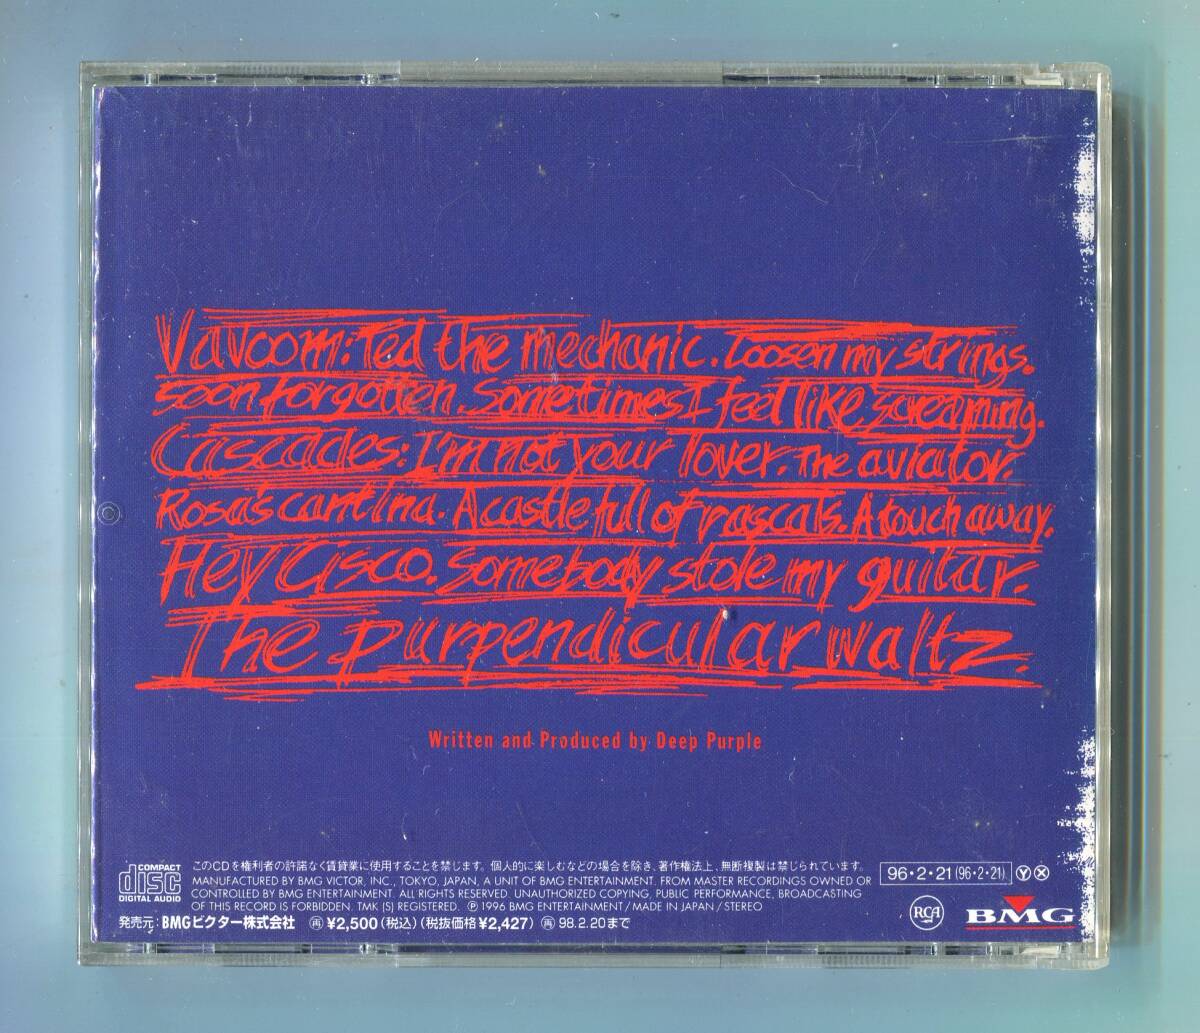 Vavoom: Ted the mechanic. Loosen my strings.
soon forgotten. Sometimes I feel like screaming.
Cascades: I'm not your lover. The aviator.
Rosa's cantina. A castle full of rascals. A touch away.
Hey Cisco. Somebody stole my guitar.
The purpendicular waltz.
Written and Produced by Deep Purple
COMPACT
disc
DIGITAL AUDIO
このCDを権利者の許諾なく賃貸業に使用することを禁じます。個人的に楽しむなどの場合を除き、著作権法上、無断複製は禁じられています。
MANUFACTURED BY BMG VICTOR, INC., TOKYO, JAPAN, A UNIT OF BMG ENTERTAINMENT. FROM MASTER RECORDINGS OWNED OR
CONTROLLED BY BMG ENTERTAINMENT. ALL RIGHTS RESERVED. UNAUTHORIZED COPYING, PUBLIC PERFORMANCE, BROADCASTING
OF THIS RECORD IS FORBIDDEN. TMK (S) REGISTERED. Ⓟ 1996 BMG ENTERTAINMENT / MADE IN JAPAN / STEREO
発売元: BMGビクター株式会社 ㊢ ¥2,500(税込)(税抜価格¥2,427) ㊢ 98.2.20まで
96・2・21(96・2・21) Ⓨ Ⓧ
RCA
BMG